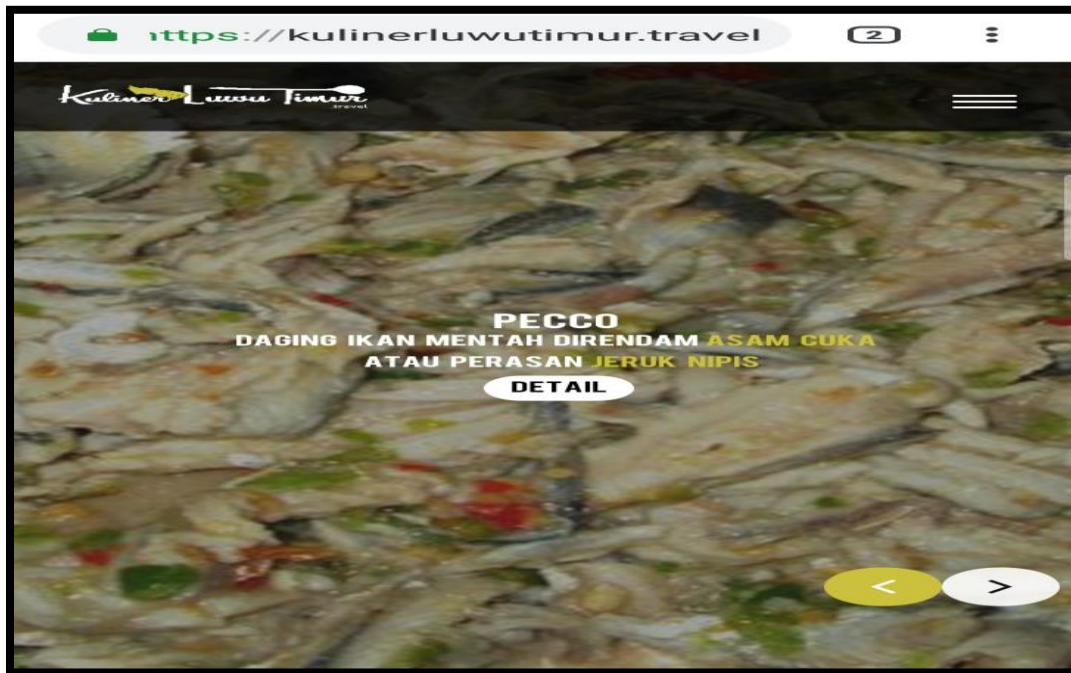 https://kulinerluwutimur.travel
2
Kuliner Luwu Timur
.travel
PECCO
DAGING IKAN MENTAH DIRENDAM ASAM CUKA
ATAU PERASAN JERUK NIPIS
DETAIL
< >